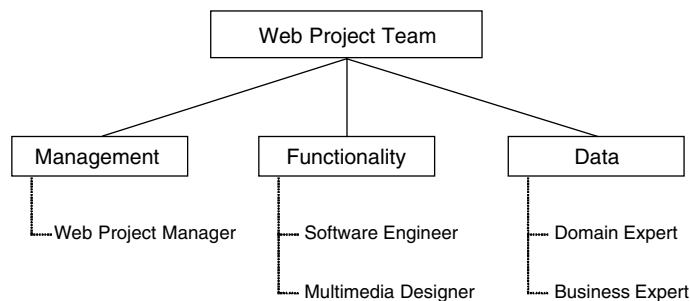 Web Project Team
Management
Functionality
Data
Web Project Manager
Software Engineer
Domain Expert
Multimedia Designer
Business Expert